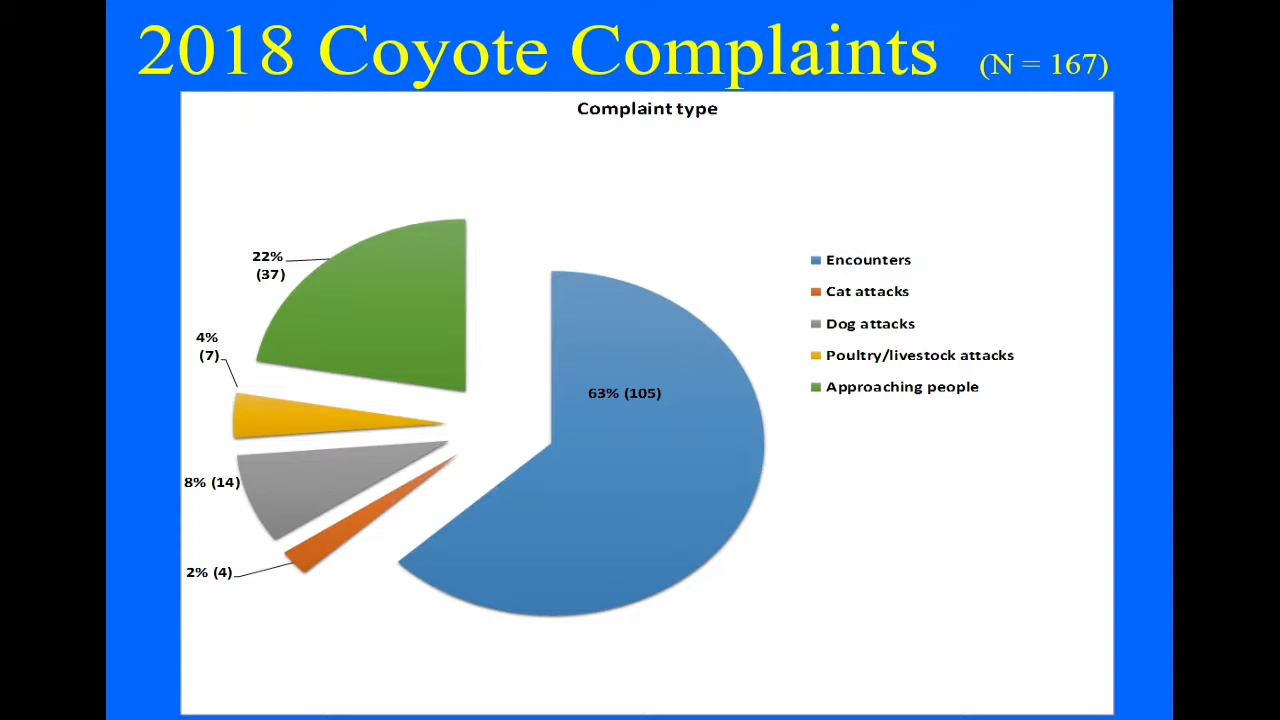 2018 Coyote Complaints (N = 167)
Complaint type
22%
(37)
4%
(7)
8% (14)
2% (4)
63% (105)
Encounters
Cat attacks
Dog attacks
Poultry/livestock attacks
Approaching people